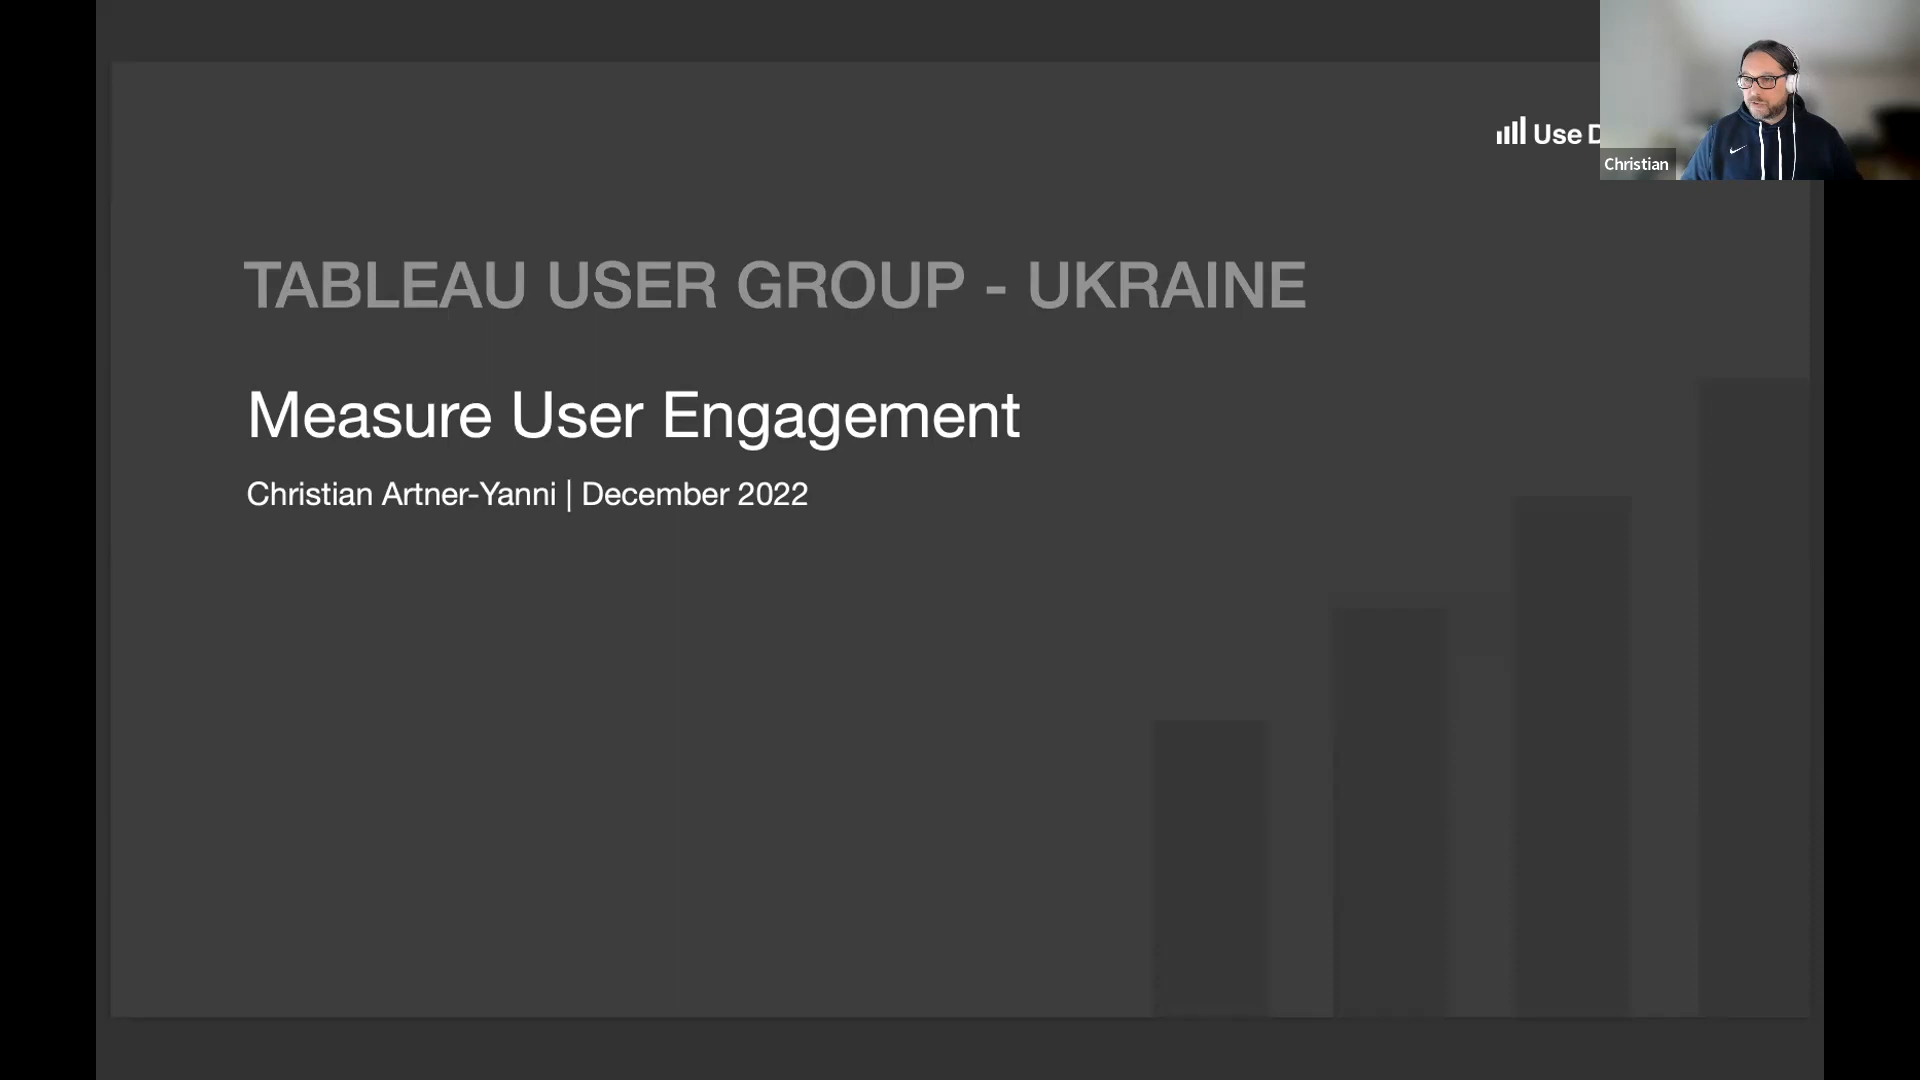 Use
TABLEAU USER GROUP - UKRAINE
Measure User Engagement
Christian Artner-Yanni | December 2022
Christian